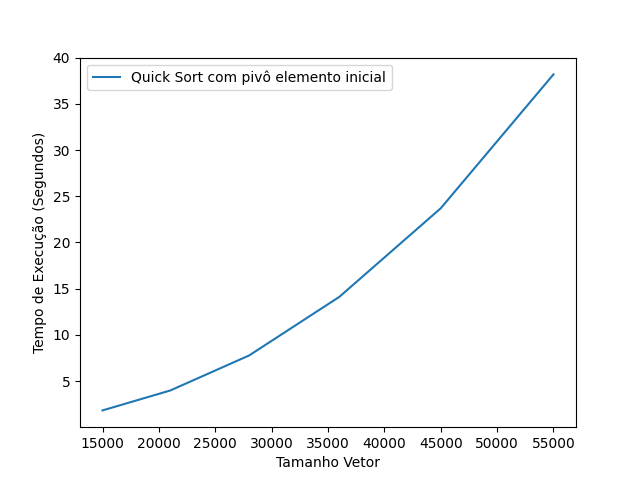 Quick Sort com pivô elemento inicial
40
35
30
25
20
15
10
5
Tempo de Execução (Segundos)
15000 20000 25000 30000 35000 40000 45000 50000 55000
Tamanho Vetor